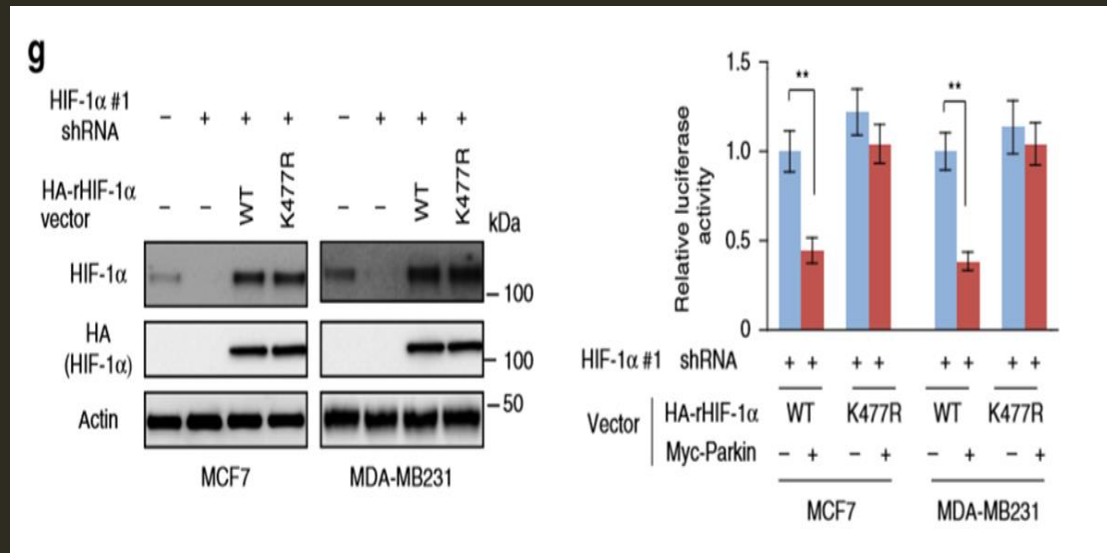 g
HIF-1α #1
shRNA
− + + + − + + +
HA-rHIF-1α
vector
− − WT K477R − − WT K477R
kDa
HIF-1α
100
HA
(HIF-1α)
100
Actin
50
MCF7 MDA-MB231
Relative luciferase
activity
1.5
1.0
0.5
0
** **
HIF-1α #1 shRNA + + + + + + + +
Vector
HA-rHIF-1α WT K477R WT K477R
Myc-Parkin − + − + − + − +
MCF7 MDA-MB231